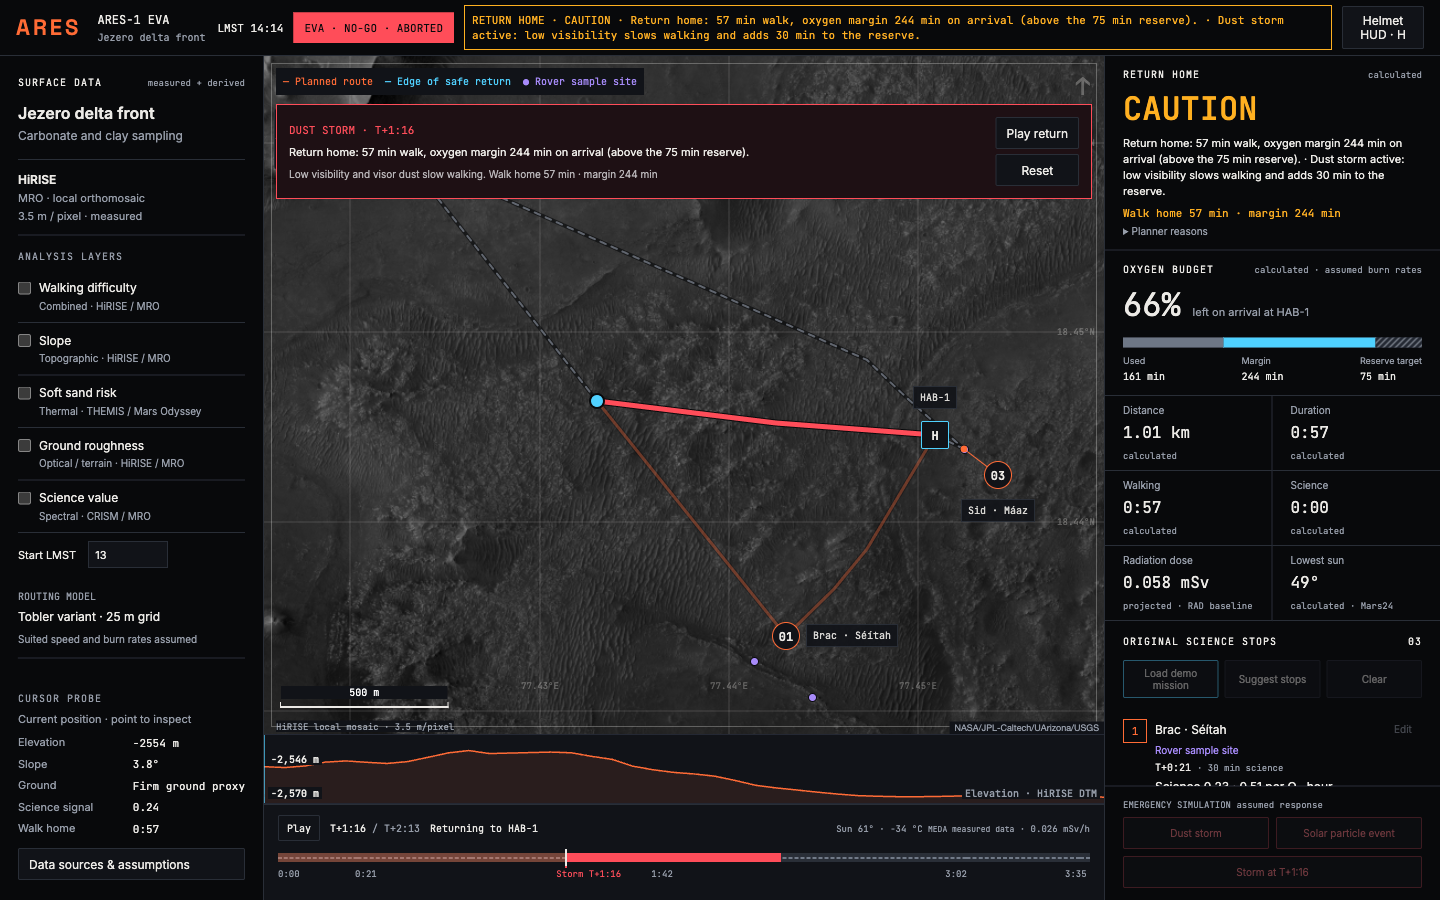 ARES
ARES-1 EVA
Jezero delta front
LMST 14:14
EVA · NO-GO · ABORTED
RETURN HOME · CAUTION · Return home: 57 min walk, oxygen margin 244 min on arrival (above the 75 min reserve). · Dust storm
active: low visibility slows walking and adds 30 min to the reserve.
Helmet
HUD · H
SURFACE DATA
measured + derived
Jezero delta front
Carbonate and clay sampling
HiRISE
MRO · local orthomosaic
3.5 m / pixel · measured
ANALYSIS LAYERS
Walking difficulty
Combined · HiRISE / MRO
Slope
Topographic · HiRISE / MRO
Soft sand risk
Thermal · THEMIS / Mars Odyssey
Ground roughness
Optical / terrain · HiRISE / MRO
Science value
Spectral · CRISM / MRO
Start LMST 13
ROUTING MODEL
Tobler variant · 25 m grid
Suited speed and burn rates assumed
CURSOR PROBE
Current position · point to inspect
Elevation -2554 m
Slope 3.8°
Ground Firm ground proxy
Science signal 0.24
Walk home 0:57
Data sources & assumptions
Planned route
Edge of safe return
Rover sample site
DUST STORM · T+1:16
Return home: 57 min walk, oxygen margin 244 min on arrival (above the 75 min reserve).
Low visibility and visor dust slow walking. Walk home 57 min · margin 244 min
Play return
Reset
18.45°N
HAB-1
H
03
Sid · Máaz
18.44°N
01
Brac · Séítah
77.43°E
77.44°E
77.45°E
500 m
HiRISE local mosaic · 3.5 m/pixel
NASA/JPL-Caltech/UArizona/USGS
-2,546 m
-2,570 m
Elevation · HiRISE DTM
Play
T+1:16 / T+2:13
Returning to HAB-1
Sun 61° · -34 °C MEDA measured data · 0.026 mSv/h
0:00
0:21
Storm T+1:16
1:42
3:02
3:35
RETURN HOME
calculated
CAUTION
Return home: 57 min walk, oxygen margin 244 min on
arrival (above the 75 min reserve). · Dust storm active:
low visibility slows walking and adds 30 min to the
reserve.
Walk home 57 min · margin 244 min
Planner reasons
OXYGEN BUDGET
calculated · assumed burn rates
66% left on arrival at HAB-1
Used
161 min
Margin
244 min
Reserve target
75 min
Distance
1.01 km
calculated
Duration
0:57
calculated
Walking
0:57
calculated
Science
0:00
calculated
Radiation dose
0.058 mSv
projected · RAD baseline
Lowest sun
49°
calculated · Mars24
ORIGINAL SCIENCE STOPS
03
Load demo
mission
Suggest stops
Clear
1
Brac · Séítah
Edit
Rover sample site
T+0:21 · 30 min science
Science 0.23 · 0.51 per O₂ hour
EMERGENCY SIMULATION assumed response
Dust storm
Solar particle event
Storm at T+1:16